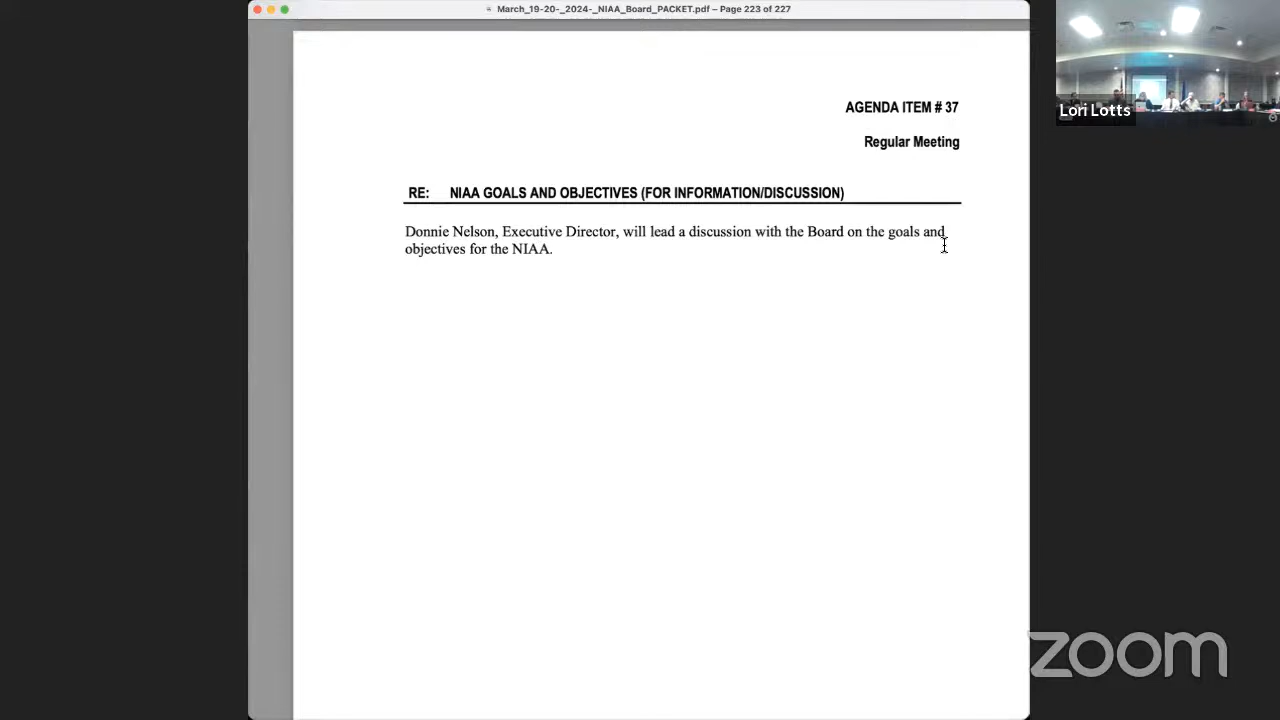 March_19-20-_2024-_NIAA_Board_PACKET.pdf – Page 223 of 227
Lori Lotts
AGENDA ITEM # 37
Regular Meeting
RE: NIAA GOALS AND OBJECTIVES (FOR INFORMATION/DISCUSSION)
Donnie Nelson, Executive Director, will lead a discussion with the Board on the goals and
objectives for the NIAA.
zoom